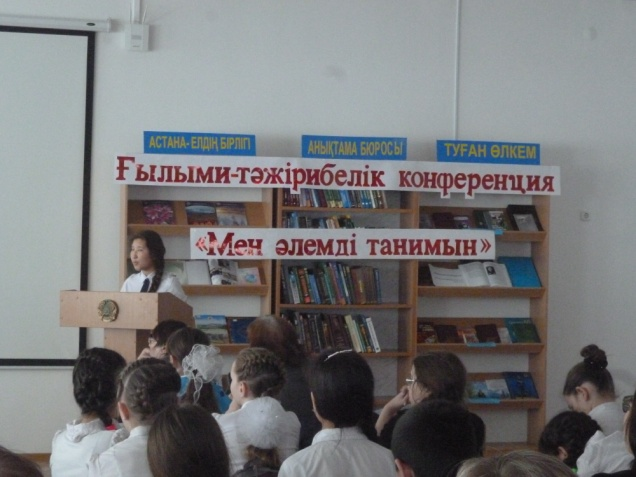 АСТАНА- ЕЛДІҢ БІРЛІГІ
АНЫҚТАМА БЮРОСЫ
ТУҒАН ӨЛКЕМ
Ғылыми-тәжірибелік конференция
«Мен әлемді танимын»